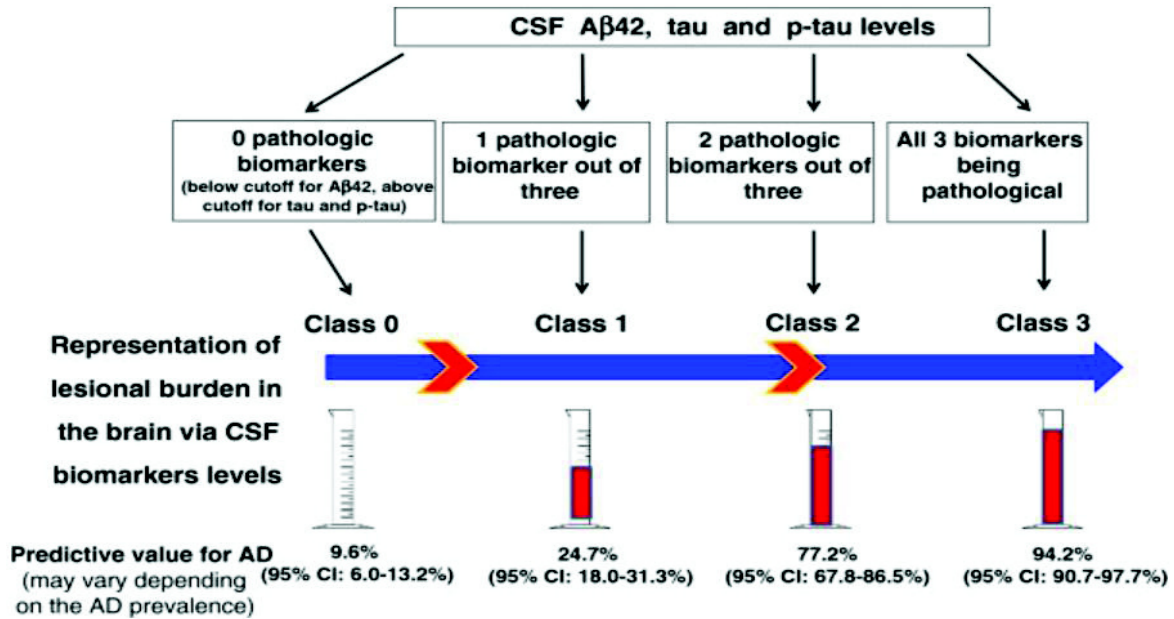 CSF Aβ42, tau and p-tau levels
0 pathologic
biomarkers
(below cutoff for Aβ42, above
cutoff for tau and p-tau)
1 pathologic
biomarker out of
three
2 pathologic
biomarkers out of
three
All 3 biomarkers
being
pathological
Class 0
Class 1
Class 2
Class 3
Representation of
lesional burden in
the brain via CSF
biomarkers levels
Predictive value for AD
(may vary depending
on the AD prevalence)
9.6%
(95% CI: 6.0-13.2%)
24.7%
(95% CI: 18.0-31.3%)
77.2%
(95% CI: 67.8-86.5%)
94.2%
(95% CI: 90.7-97.7%)